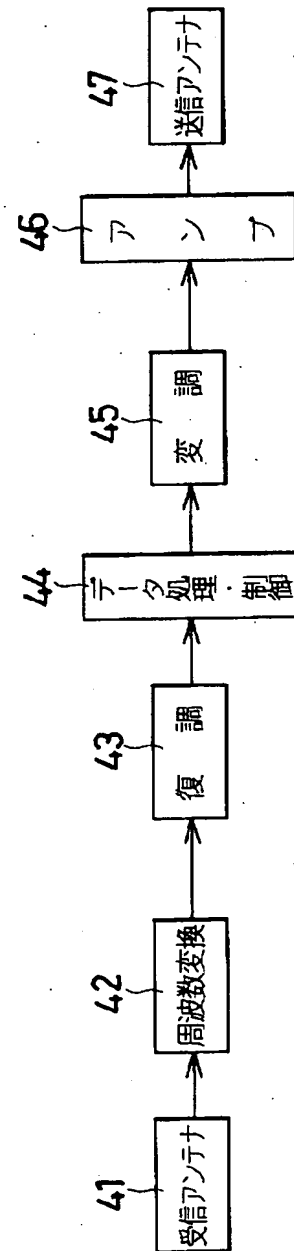 41
受信アンテナ
42
周波数変換
43
復調
44
データ処理・制御
45
変調
46
アンプ
47
送信アンテナ